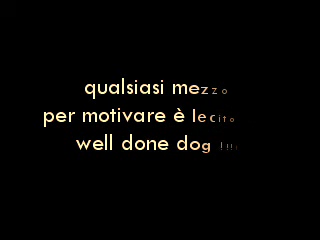 qualsiasi mezzo
per motivare è lecito
well done dog !!!!